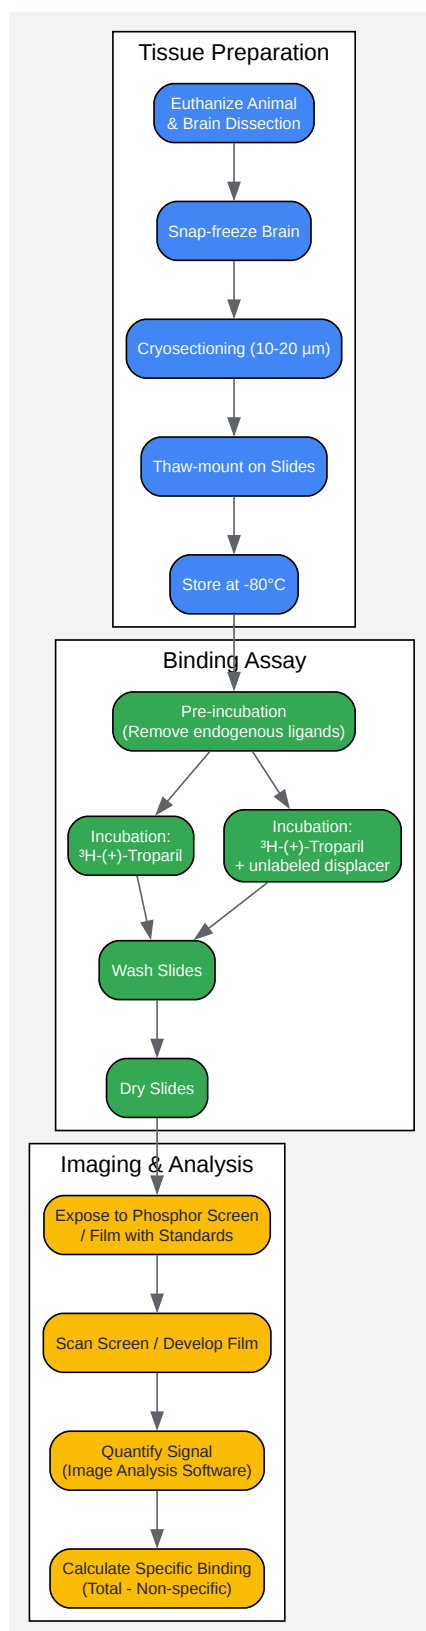 Tissue Preparation
Euthanize Animal
& Brain Dissection
Snap-freeze Brain
Cryosectioning (10-20 µm)
Thaw-mount on Slides
Store at -80°C
Binding Assay
Pre-incubation
(Remove endogenous ligands)
Incubation:
³H-(+)-Troparil
Incubation:
³H-(+)-Troparil
+ unlabeled displacer
Wash Slides
Dry Slides
Imaging & Analysis
Expose to Phosphor Screen
/ Film with Standards
Scan Screen / Develop Film
Quantify Signal
(Image Analysis Software)
Calculate Specific Binding
(Total - Non-specific)